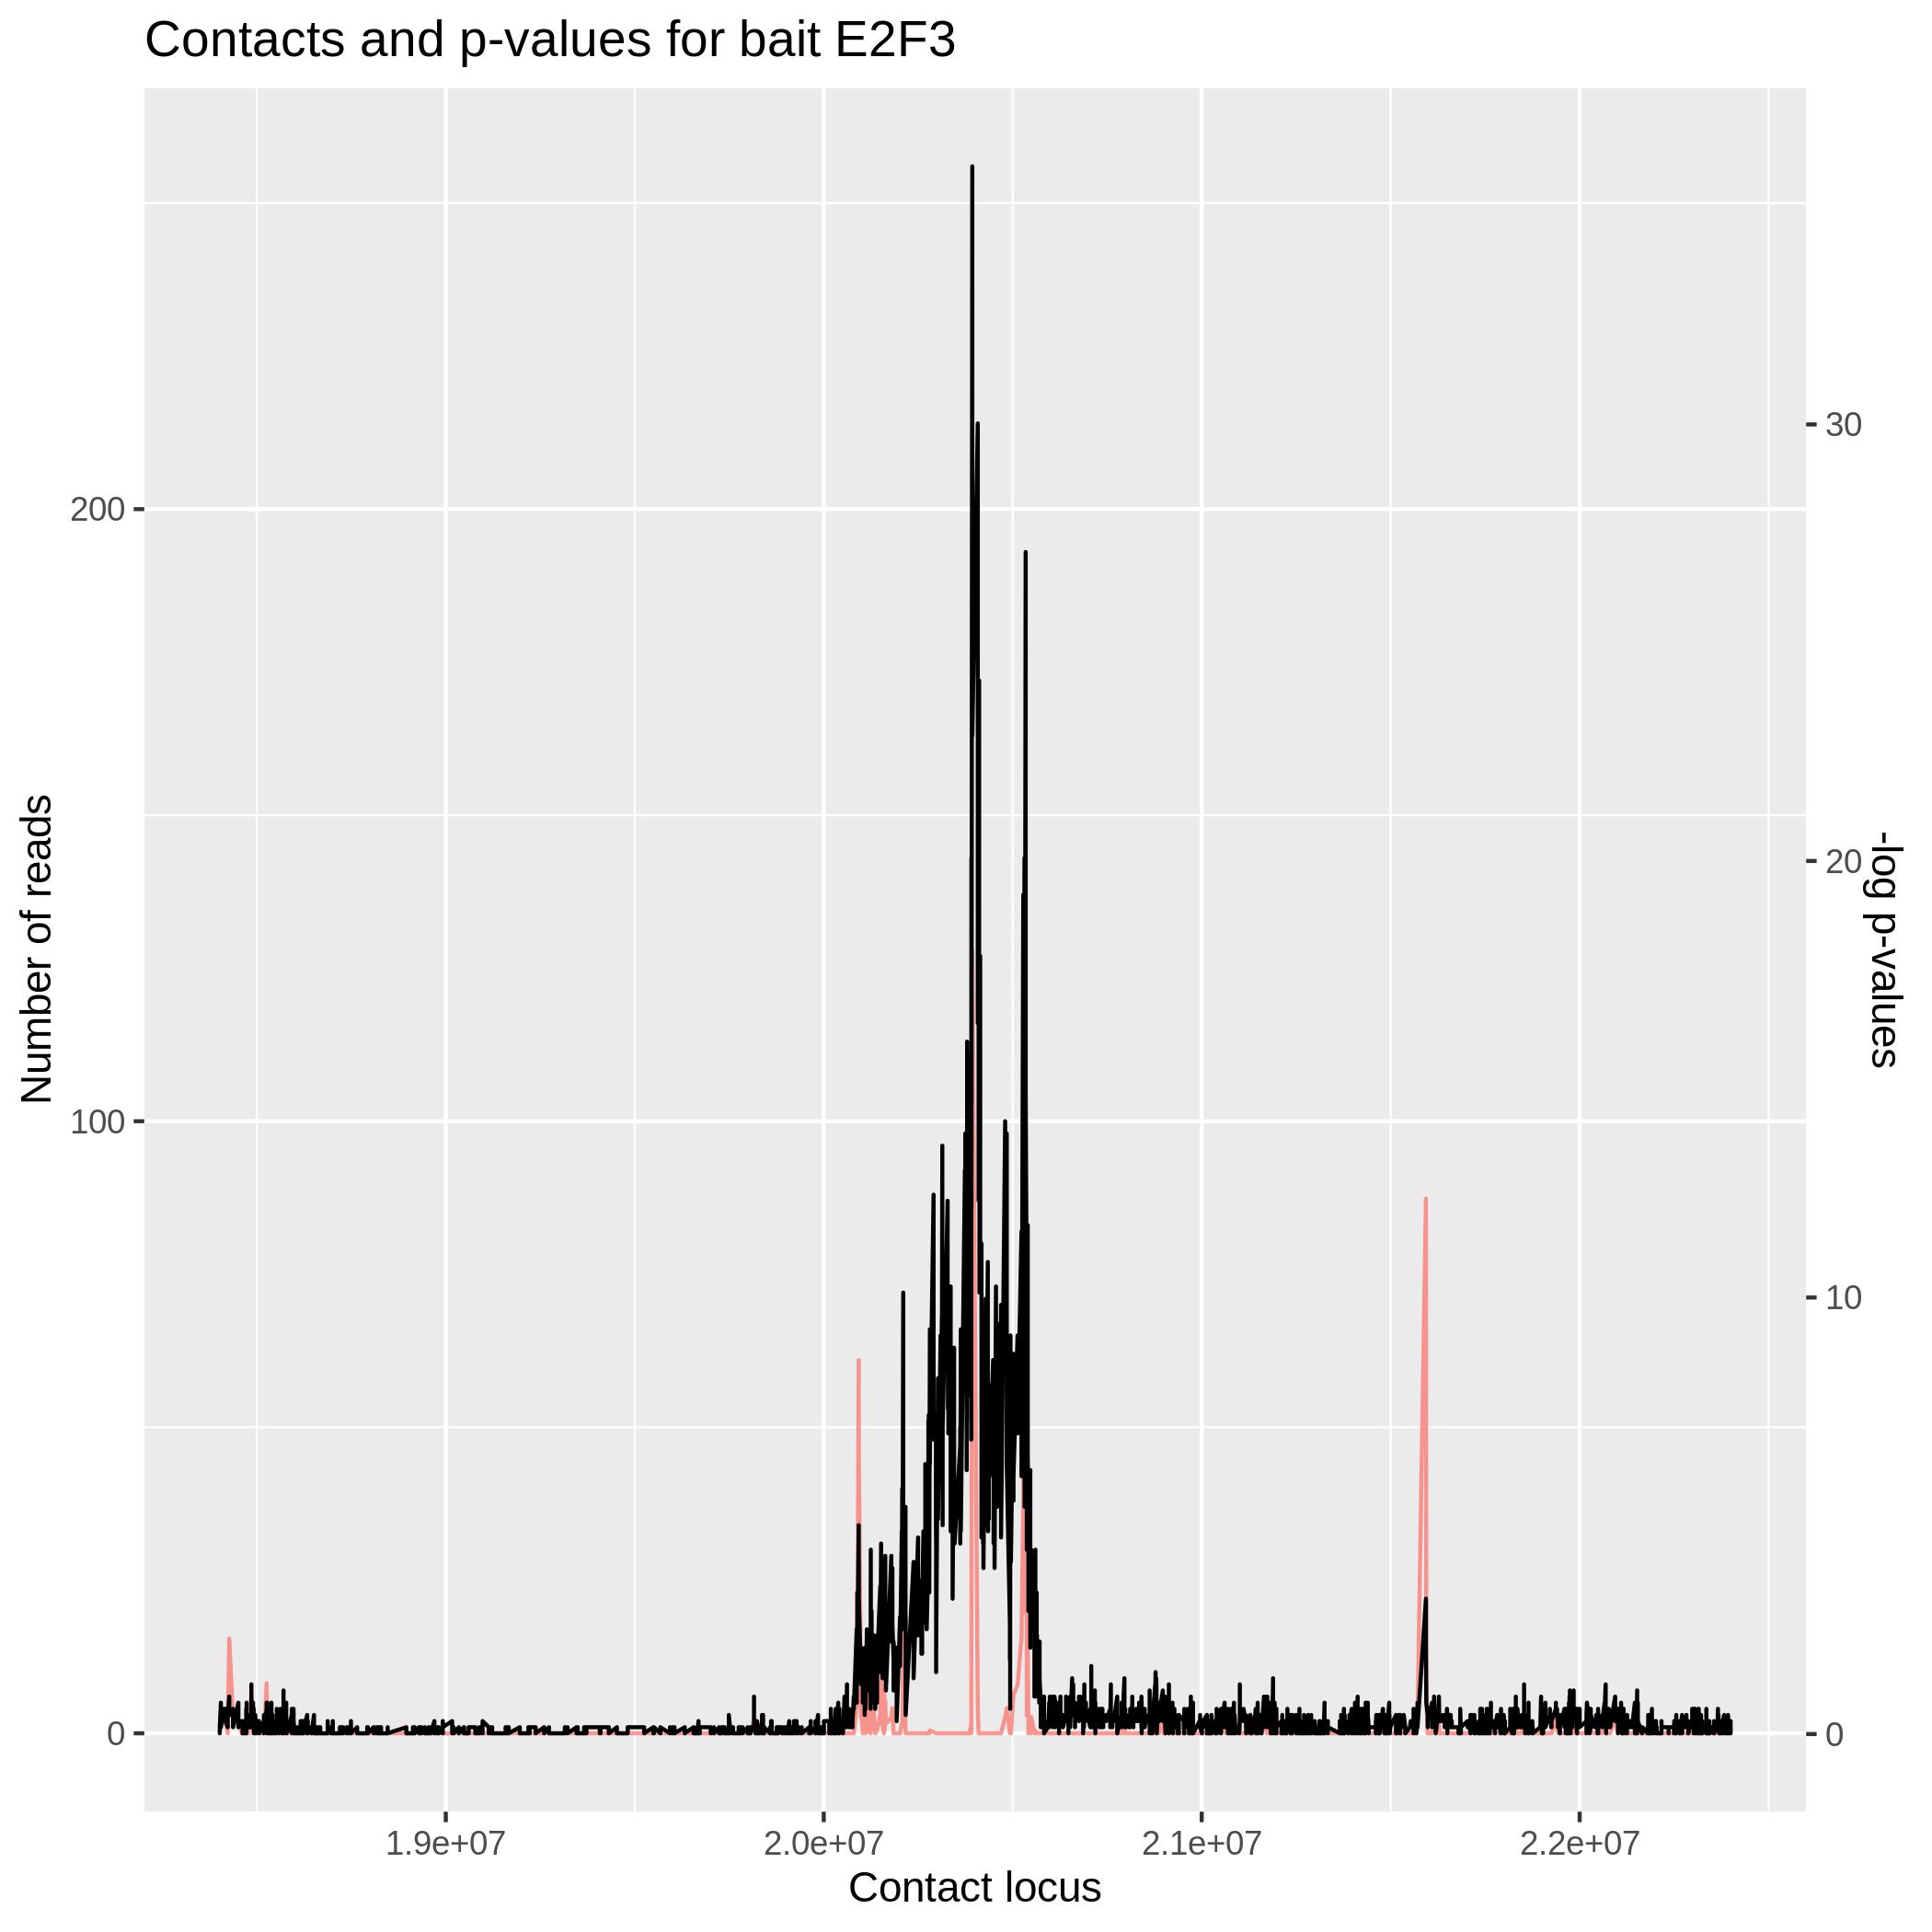 Contacts and p-values for bait E2F3
Number of reads
200
100
0
30
20
10
0
-log p-values
1.9e+07 2.0e+07 2.1e+07 2.2e+07
Contact locus